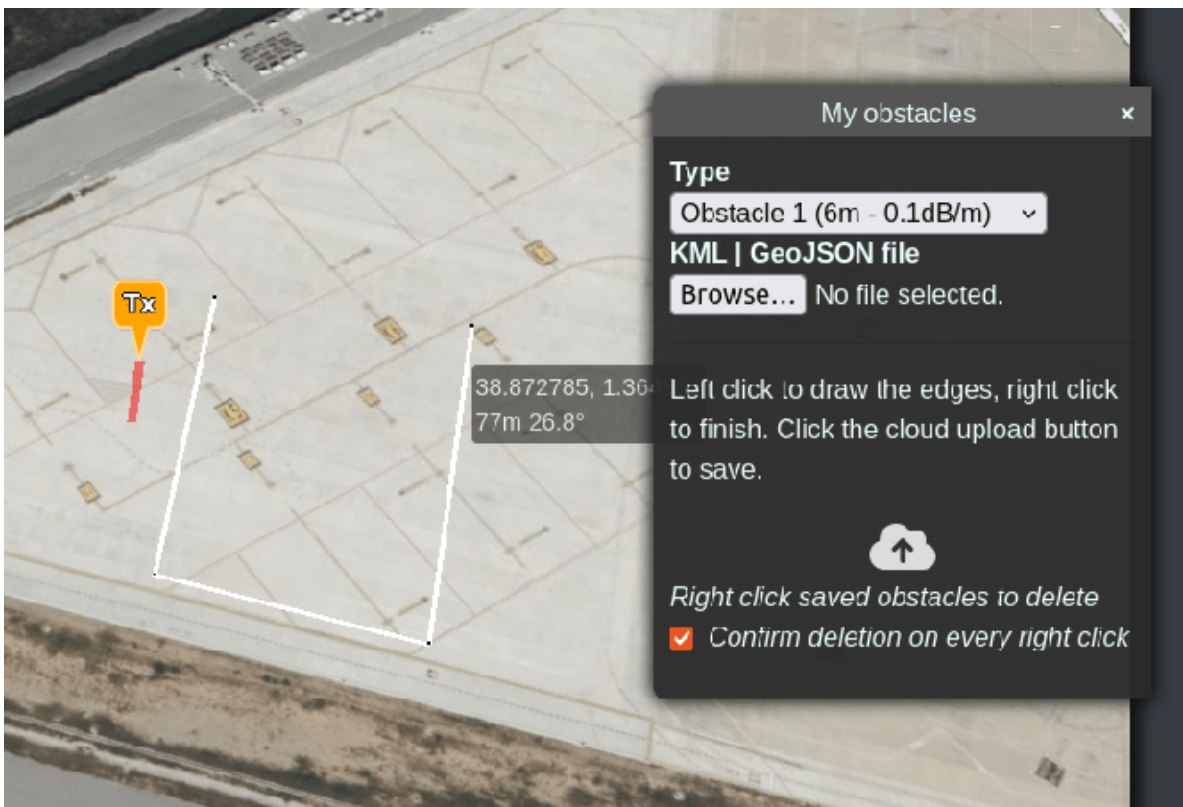 My obstacles
×
Type
Obstacle 1 (6m - 0.1dB/m)
KML | GeoJSON file
Browse... No file selected.
Tx
38.872785, 1.364
77m 26.8°
Left click to draw the edges, right click
to finish. Click the cloud upload button
to save.
Right click saved obstacles to delete
Confirm deletion on every right click